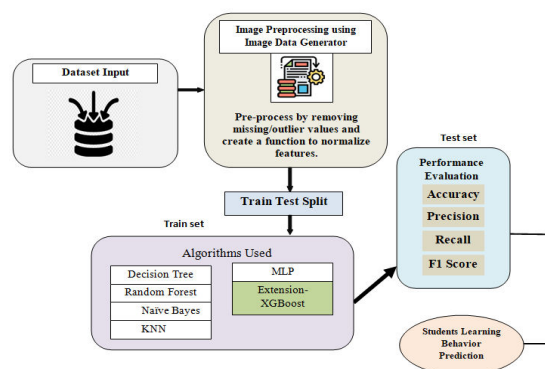 Dataset Input
Image Preprocessing using
Image Data Generator
Pre-process by removing
missing/outlier values and
create a function to normalize
features.
Train Test Split
Train set
Algorithms Used
Decision Tree
Random Forest
Naïve Bayes
KNN
MLP
Extension-
XGBoost
Test set
Performance
Evaluation
Accuracy
Precision
Recall
F1 Score
Students Learning
Behavior
Prediction